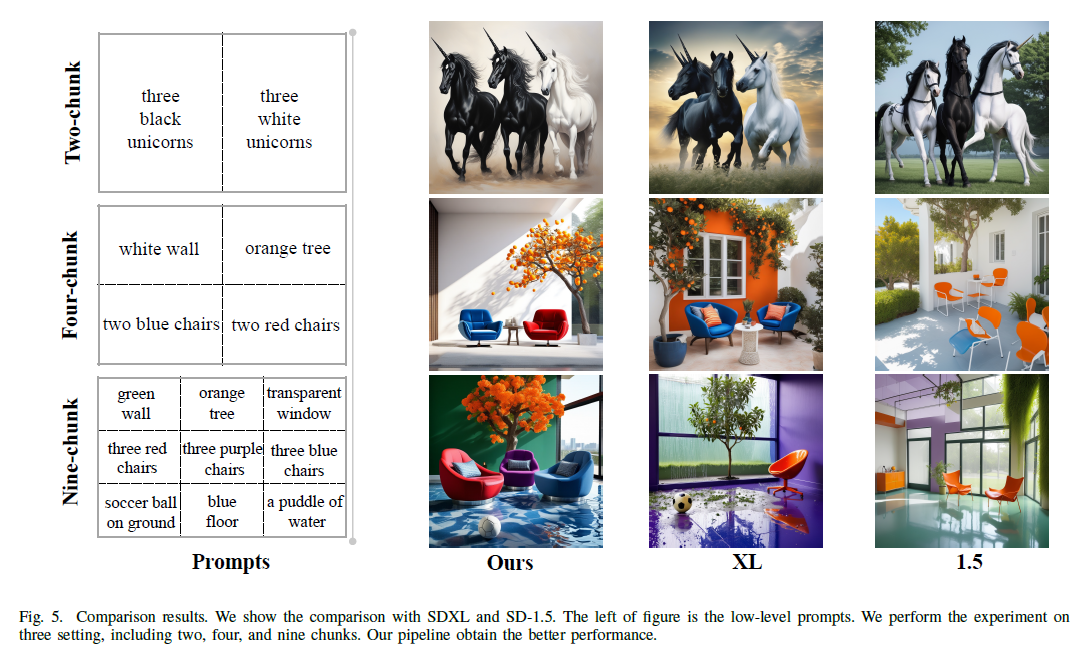 Two-chunk
three
black
unicorns
three
white
unicorns
Four-chunk
white wall
orange tree
two blue chairs
two red chairs
Nine-chunk
green
wall
orange
tree
transparent
window
three red
chairs
three purple
chairs
three blue
chairs
soccer ball
on ground
blue
floor
a puddle of
water
Prompts
Ours
XL
1.5
Fig. 5. Comparison results. We show the comparison with SDXL and SD-1.5. The left of figure is the low-level prompts. We perform the experiment on
three setting, including two, four, and nine chunks. Our pipeline obtain the better performance.